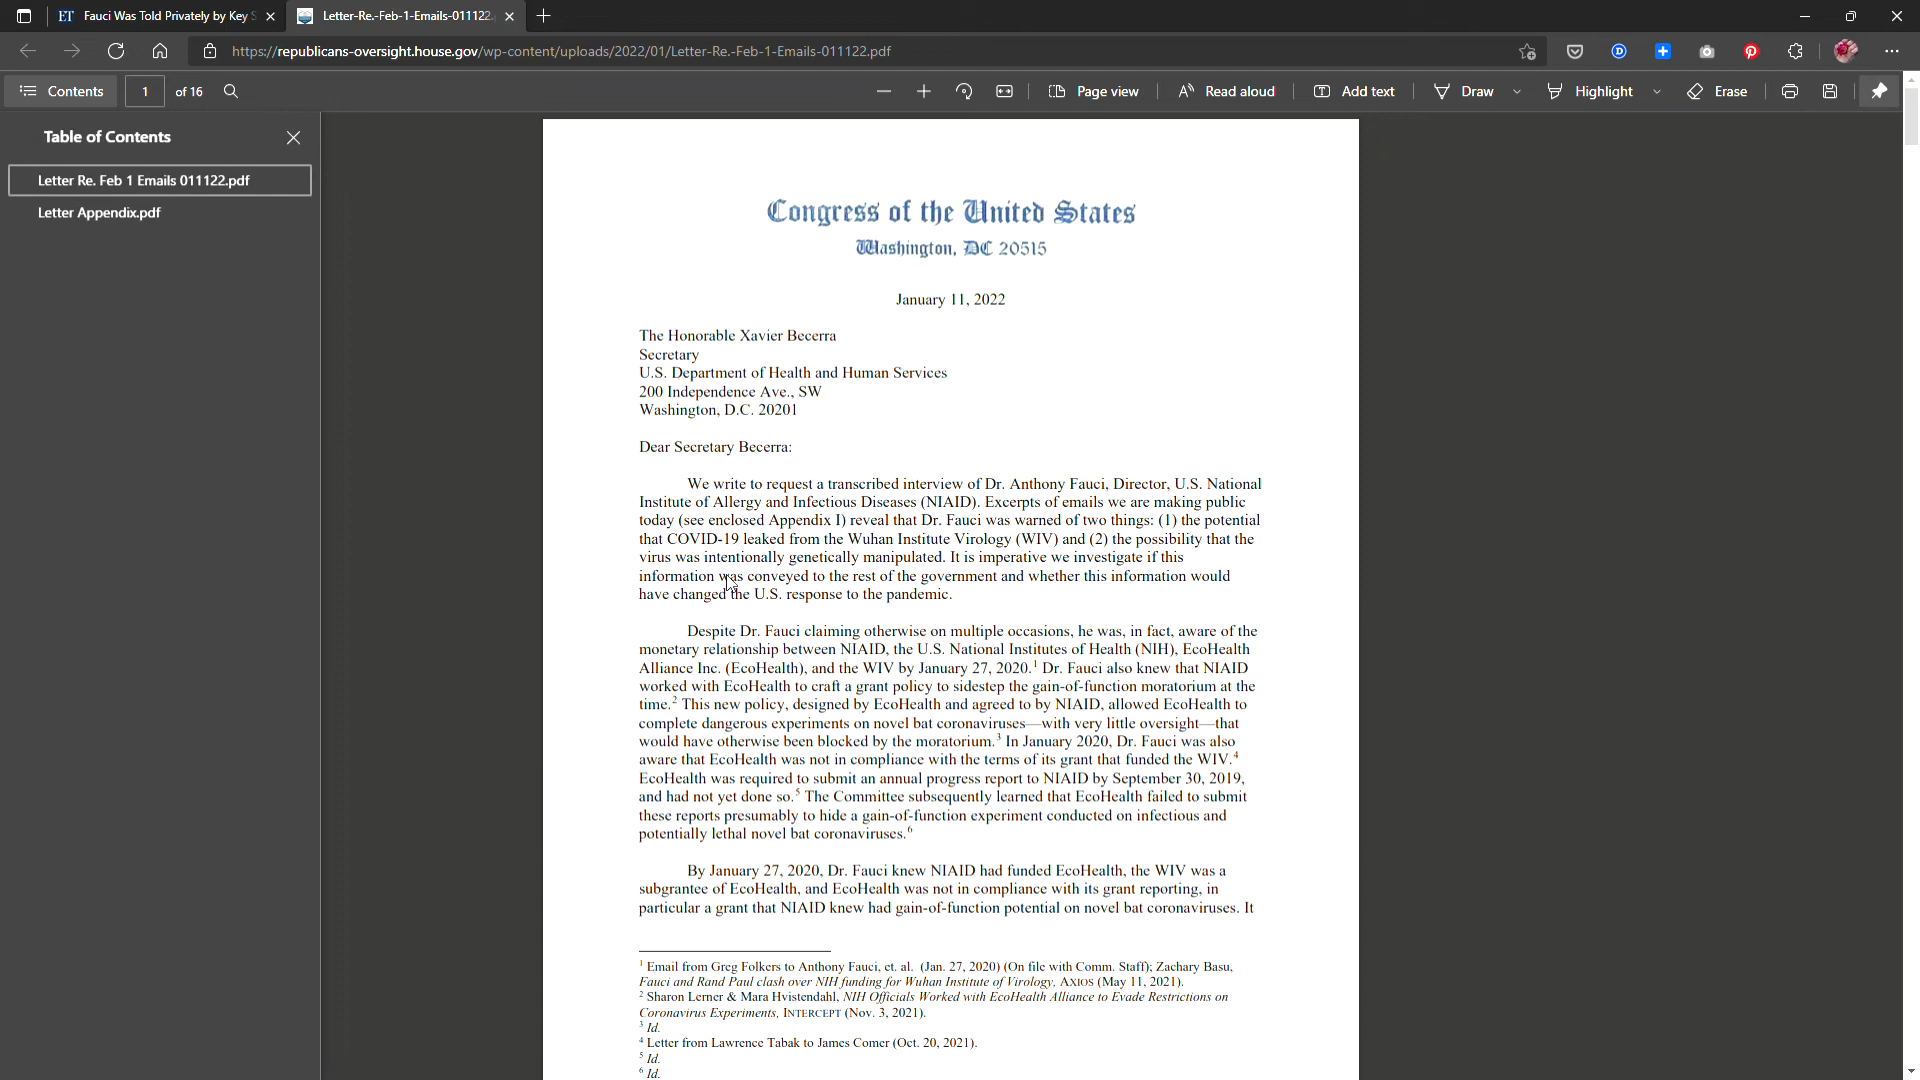 ET Fauci Was Told Privately by Key S
Letter-Re.-Feb-1-Emails-011122.
https://republicans-oversight.house.gov/wp-content/uploads/2022/01/Letter-Re.-Feb-1-Emails-011122.pdf
Contents 1 of 16 Page view Read aloud Add text Draw Highlight Erase
Table of Contents
Letter Re. Feb 1 Emails 011122.pdf
Letter Appendix.pdf
Congress of the United States
Washington, DC 20515
January 11, 2022
The Honorable Xavier Becerra
Secretary
U.S. Department of Health and Human Services
200 Independence Ave., SW
Washington, D.C. 20201
Dear Secretary Becerra:
We write to request a transcribed interview of Dr. Anthony Fauci, Director, U.S. National
Institute of Allergy and Infectious Diseases (NIAID). Excerpts of emails we are making public
today (see enclosed Appendix I) reveal that Dr. Fauci was warned of two things: (1) the potential
that COVID-19 leaked from the Wuhan Institute Virology (WIV) and (2) the possibility that the
virus was intentionally genetically manipulated. It is imperative we investigate if this
information was conveyed to the rest of the government and whether this information would
have changed the U.S. response to the pandemic.
Despite Dr. Fauci claiming otherwise on multiple occasions, he was, in fact, aware of the
monetary relationship between NIAID, the U.S. National Institutes of Health (NIH), EcoHealth
Alliance Inc. (EcoHealth), and the WIV by January 27, 2020.1 Dr. Fauci also knew that NIAID
worked with EcoHealth to craft a grant policy to sidestep the gain-of-function moratorium at the
time.2 This new policy, designed by EcoHealth and agreed to by NIAID, allowed EcoHealth to
complete dangerous experiments on novel bat coronaviruses—with very little oversight—that
would have otherwise been blocked by the moratorium.3 In January 2020, Dr. Fauci was also
aware that EcoHealth was not in compliance with the terms of its grant that funded the WIV.4
EcoHealth was required to submit an annual progress report to NIAID by September 30, 2019,
and had not yet done so.5 The Committee subsequently learned that EcoHealth failed to submit
these reports presumably to hide a gain-of-function experiment conducted on infectious and
potentially lethal novel bat coronaviruses.6
By January 27, 2020, Dr. Fauci knew NIAID had funded EcoHealth, the WIV was a
subgrantee of EcoHealth, and EcoHealth was not in compliance with its grant reporting, in
particular a grant that NIAID knew had gain-of-function potential on novel bat coronaviruses. It
1 Email from Greg Folkers to Anthony Fauci, et. al. (Jan. 27, 2020) (On file with Comm. Staff); Zachary Basu,
Fauci and Rand Paul clash over NIH funding for Wuhan Institute of Virology, AXIOS (May 11, 2021).
2 Sharon Lerner & Mara Hvistendahl, NIH Officials Worked with EcoHealth Alliance to Evade Restrictions on
Coronavirus Experiments, INTERCEPT (Nov. 3, 2021).
3 Id.
4 Letter from Lawrence Tabak to James Comer (Oct. 20, 2021).
5 Id.
6 Id.